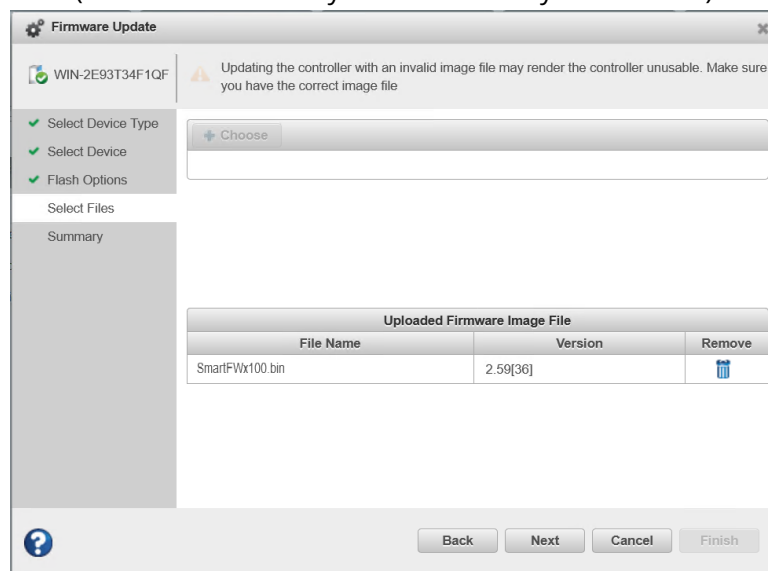 Firmware Update
WIN-2E93T34F1QF
Updating the controller with an invalid image file may render the controller unusable. Make sure
you have the correct image file
Select Device Type
Select Device
Flash Options
Select Files
Summary
Choose
Uploaded Firmware Image File
File Name Version Remove
SmartFWx100.bin 2.59[36]
Back Next Cancel Finish